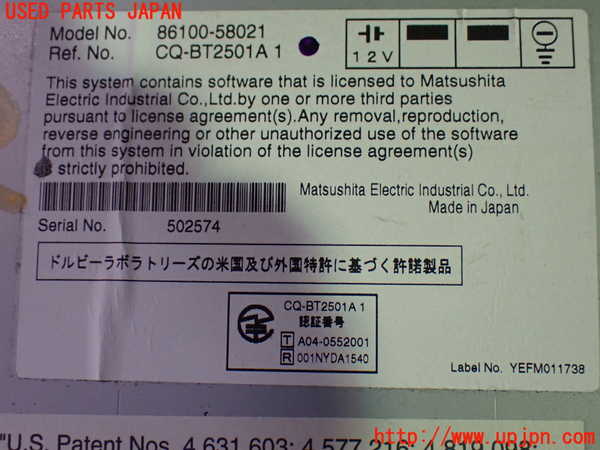 USED PARTS JAPAN
Model No. 86100-58021
Ref. No. CQ-BT2501A 1
12V
This system contains software that is licensed to Matsushita
Electric Industrial Co.,Ltd.by one or more third parties
pursuant to license agreement(s).Any removal,reproduction,
reverse engineering or other unauthorized use of the software
from this system in violation of the license agreement(s)
is strictly prohibited.
Matsushita Electric Industrial Co., Ltd.
Made in Japan
Serial No. 502574
ドルビーラボラトリーズの米国及び外国特許に基づく許諾製品
CQ-BT2501A 1
認証番号
T A04-0552001
R 001NYDA1540
Label No. YEFM011738
"U.S. Patent Nos. 4,631,603; 4,577,216; 4,819,098;
http://www.upjpn.com